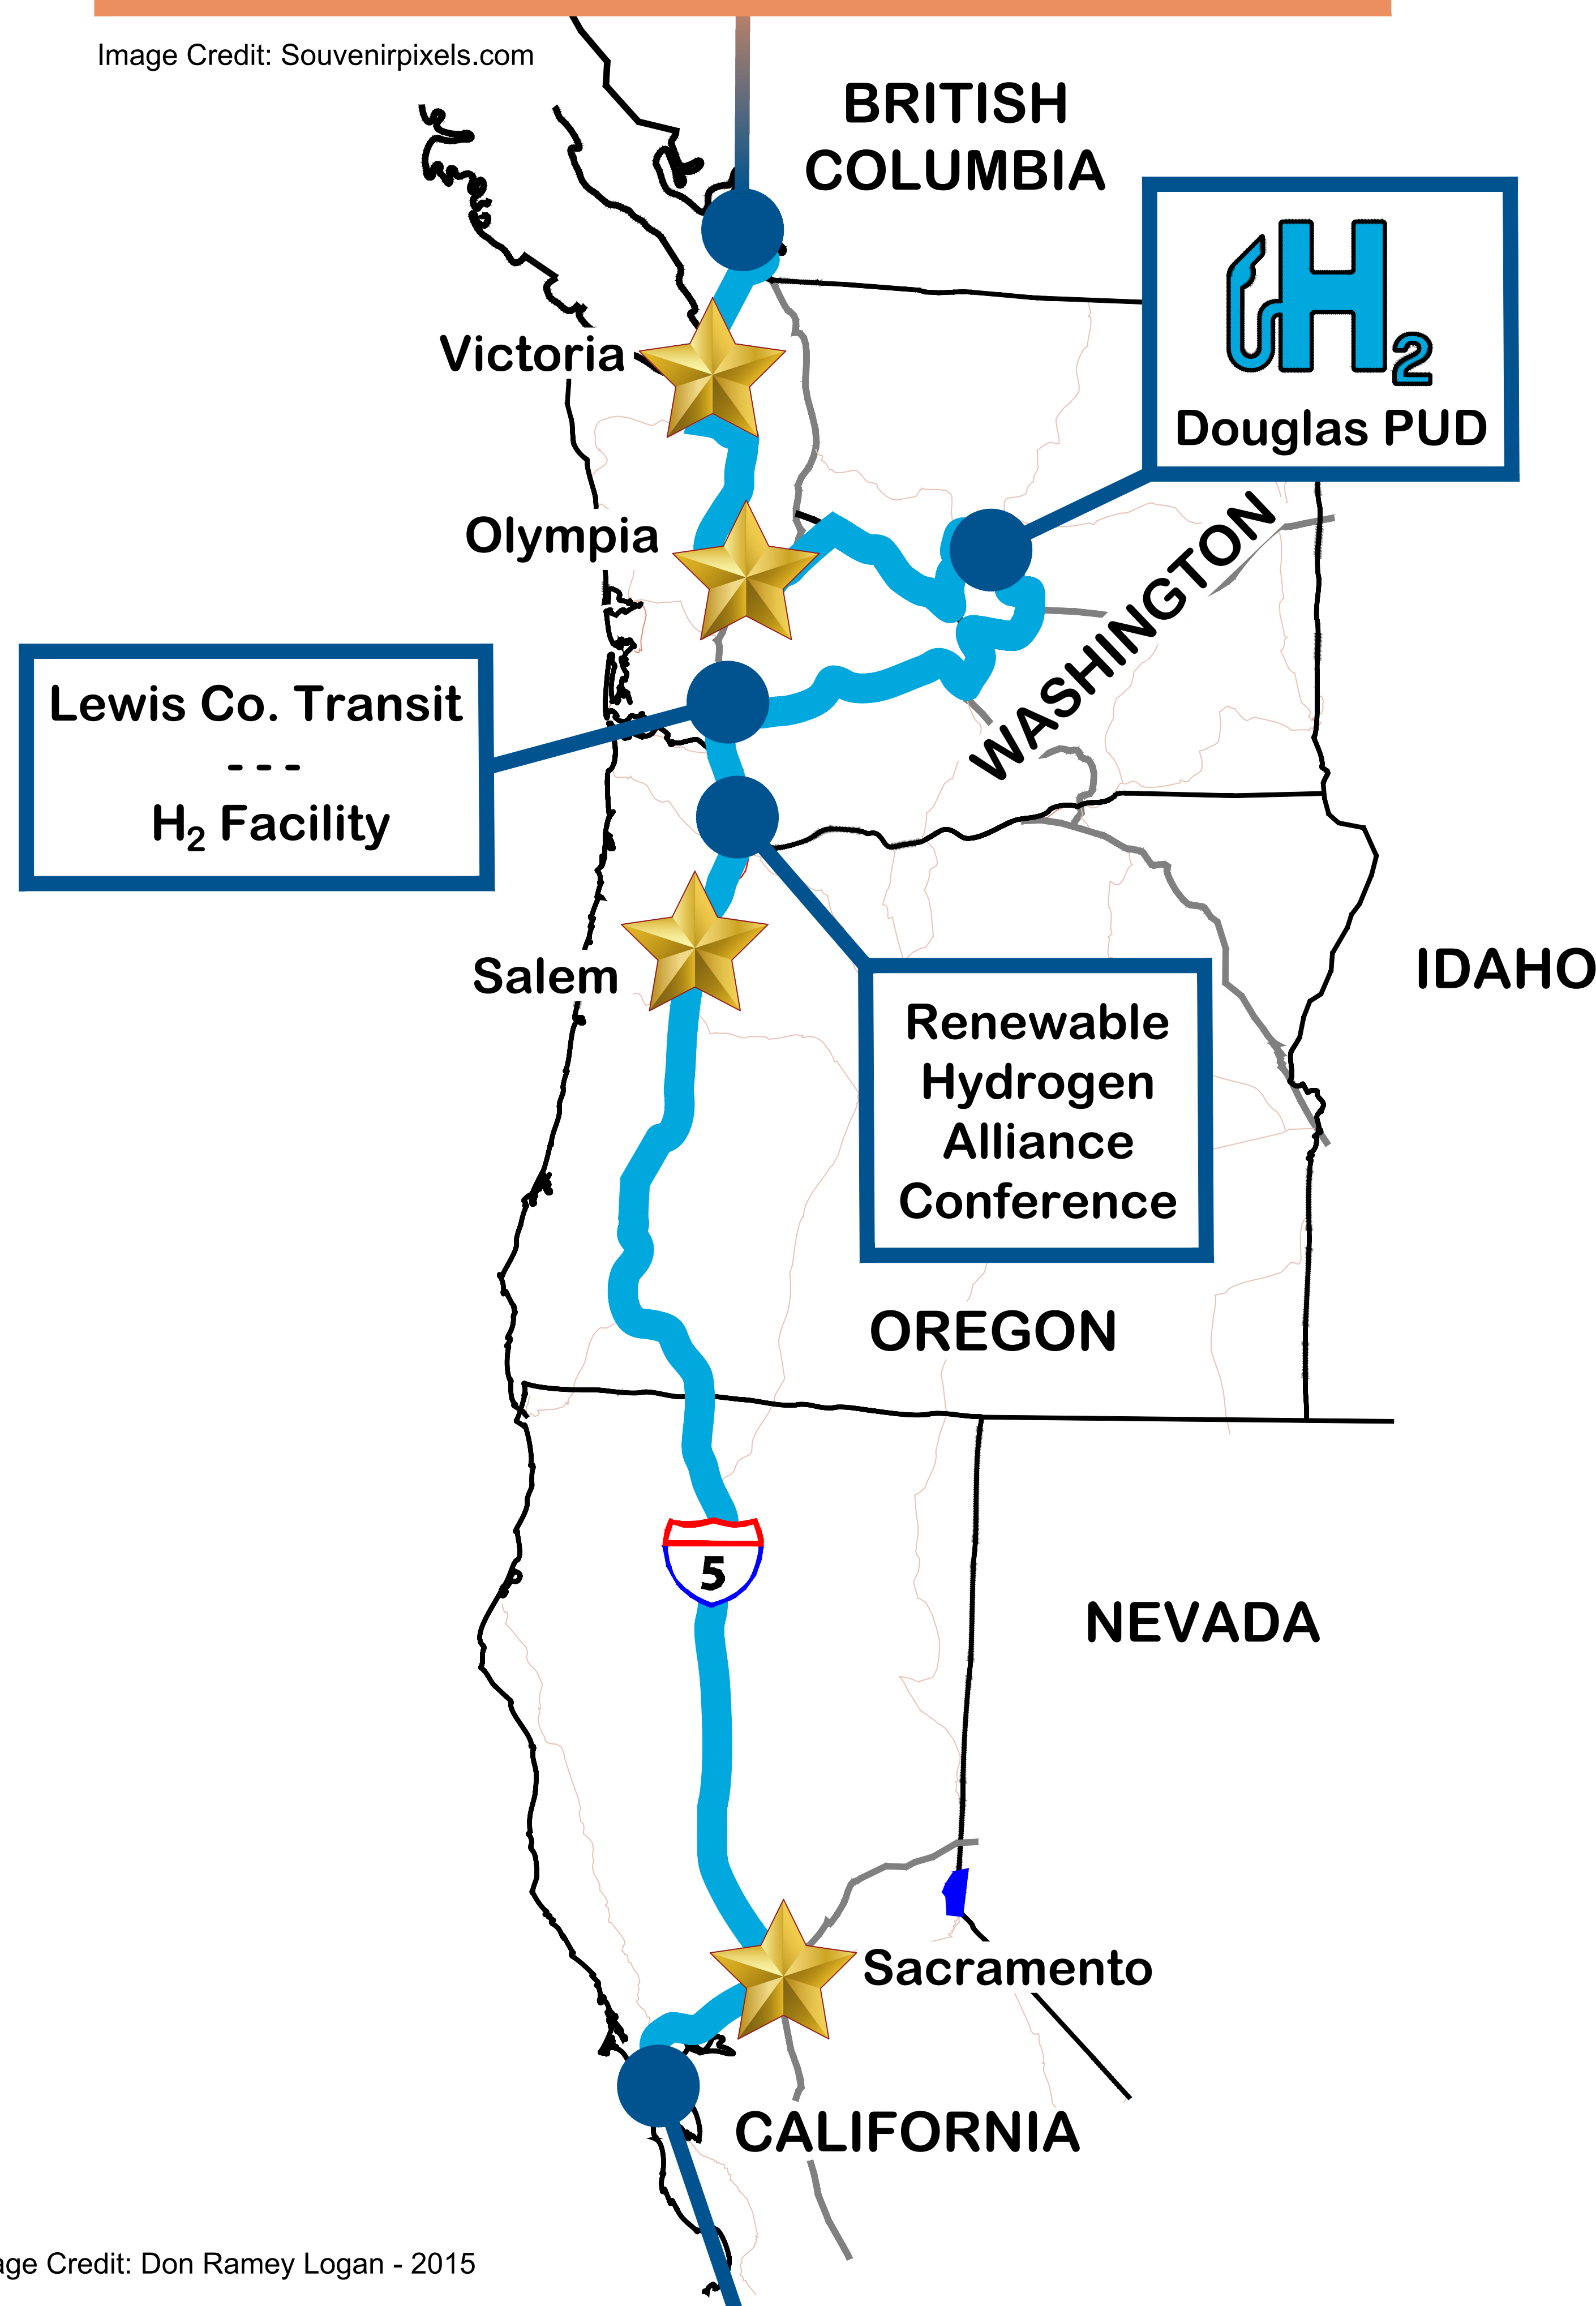 Image Credit: Souvenirpixels.com
BRITISH
COLUMBIA
H2
Douglas PUD
Victoria
Olympia
WASHINGTON
Lewis Co. Transit
- - -
H₂ Facility
Salem
IDAHO
Renewable
Hydrogen
Alliance
Conference
OREGON
5
NEVADA
Sacramento
CALIFORNIA
age Credit: Don Ramey Logan - 2015